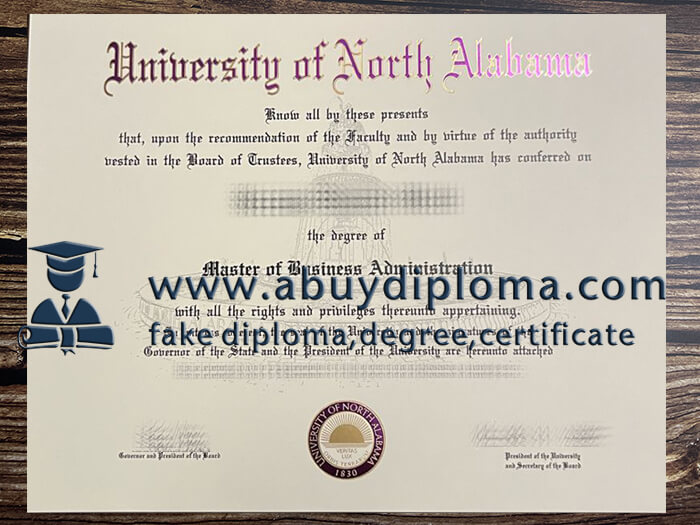 University of North Alabama
Know all by these presents
that, upon the recommendation of the Faculty and by virtue of the authority
vested in the Board of Trustees, University of North Alabama has conferred on
the degree of
Master of Business Administration
www.abuydiploma.com
with all the rights and privileges thereunto appertaining.
fake diploma,degree,certificate
Governor of the State and the President of the University are hereunto attached
UNIVERSITY OF NORTH ALABAMA
VERITAS
LUX
ORBIS TERRARUM
1830
Governor and President of the Board
President of the University
and Secretary of the Board